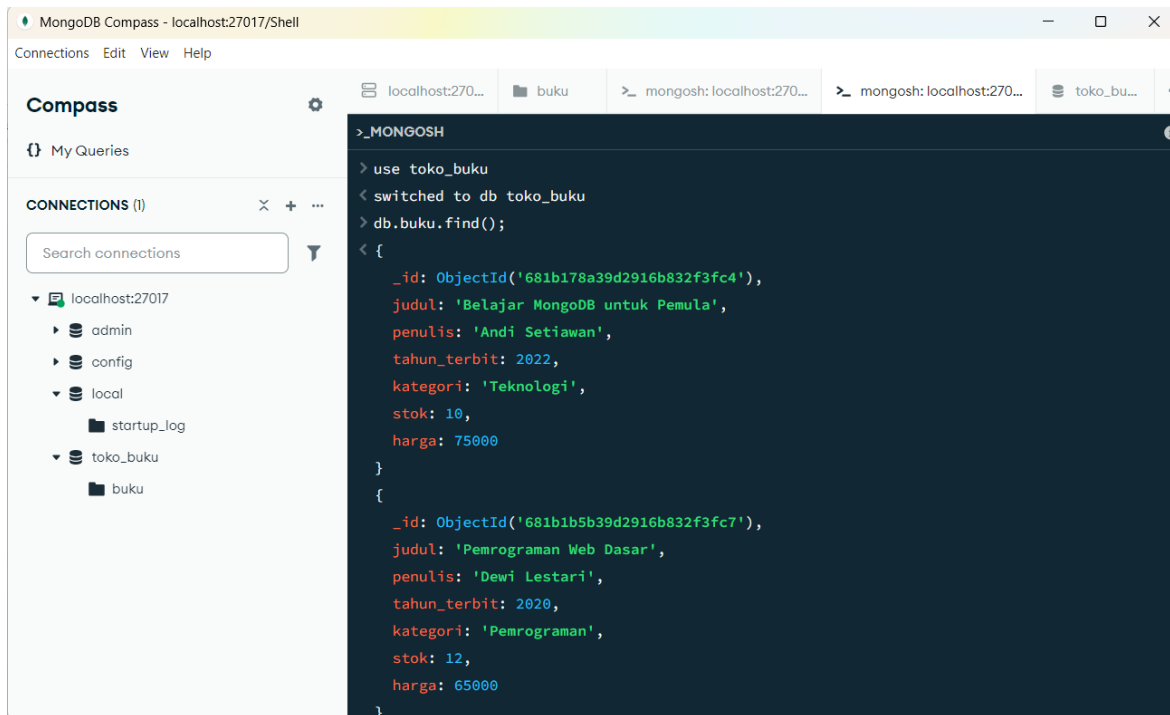 MongoDB Compass - localhost:27017/Shell
Connections Edit View Help
Compass
{} My Queries
CONNECTIONS (1)
Search connections
localhost:27017
admin
config
local
startup_log
toko_buku
buku
localhost:270...
buku
>_ mongosh: localhost:270...
>_ mongosh: localhost:270...
toko_bu...
>_MONGOSH
> use toko_buku
< switched to db toko_buku
> db.buku.find();
< {
_id: ObjectId('681b178a39d2916b832f3fc4'),
judul: 'Belajar MongoDB untuk Pemula',
penulis: 'Andi Setiawan',
tahun_terbit: 2022,
kategori: 'Teknologi',
stok: 10,
harga: 75000
}
{
_id: ObjectId('681b1b5b39d2916b832f3fc7'),
judul: 'Pemrograman Web Dasar',
penulis: 'Dewi Lestari',
tahun_terbit: 2020,
kategori: 'Pemrograman',
stok: 12,
harga: 65000
}